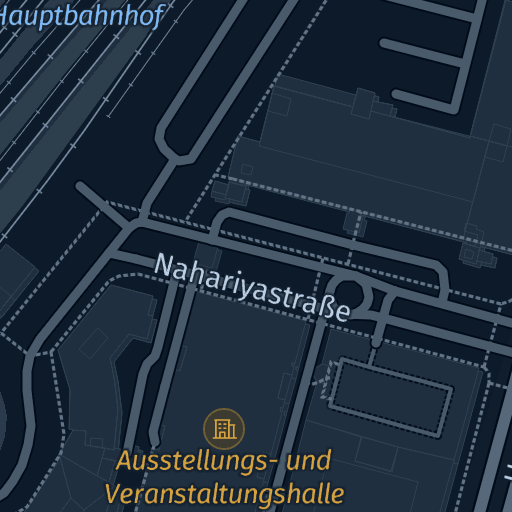 Hauptbahnhof
Nahariyastraße
Ausstellungs- und
Veranstaltungshalle